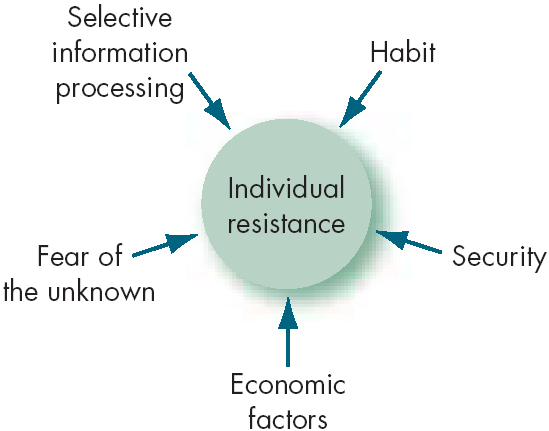 Selective
information
processing
Habit
Individual
resistance
Fear of
the unknown
Security
Economic
factors